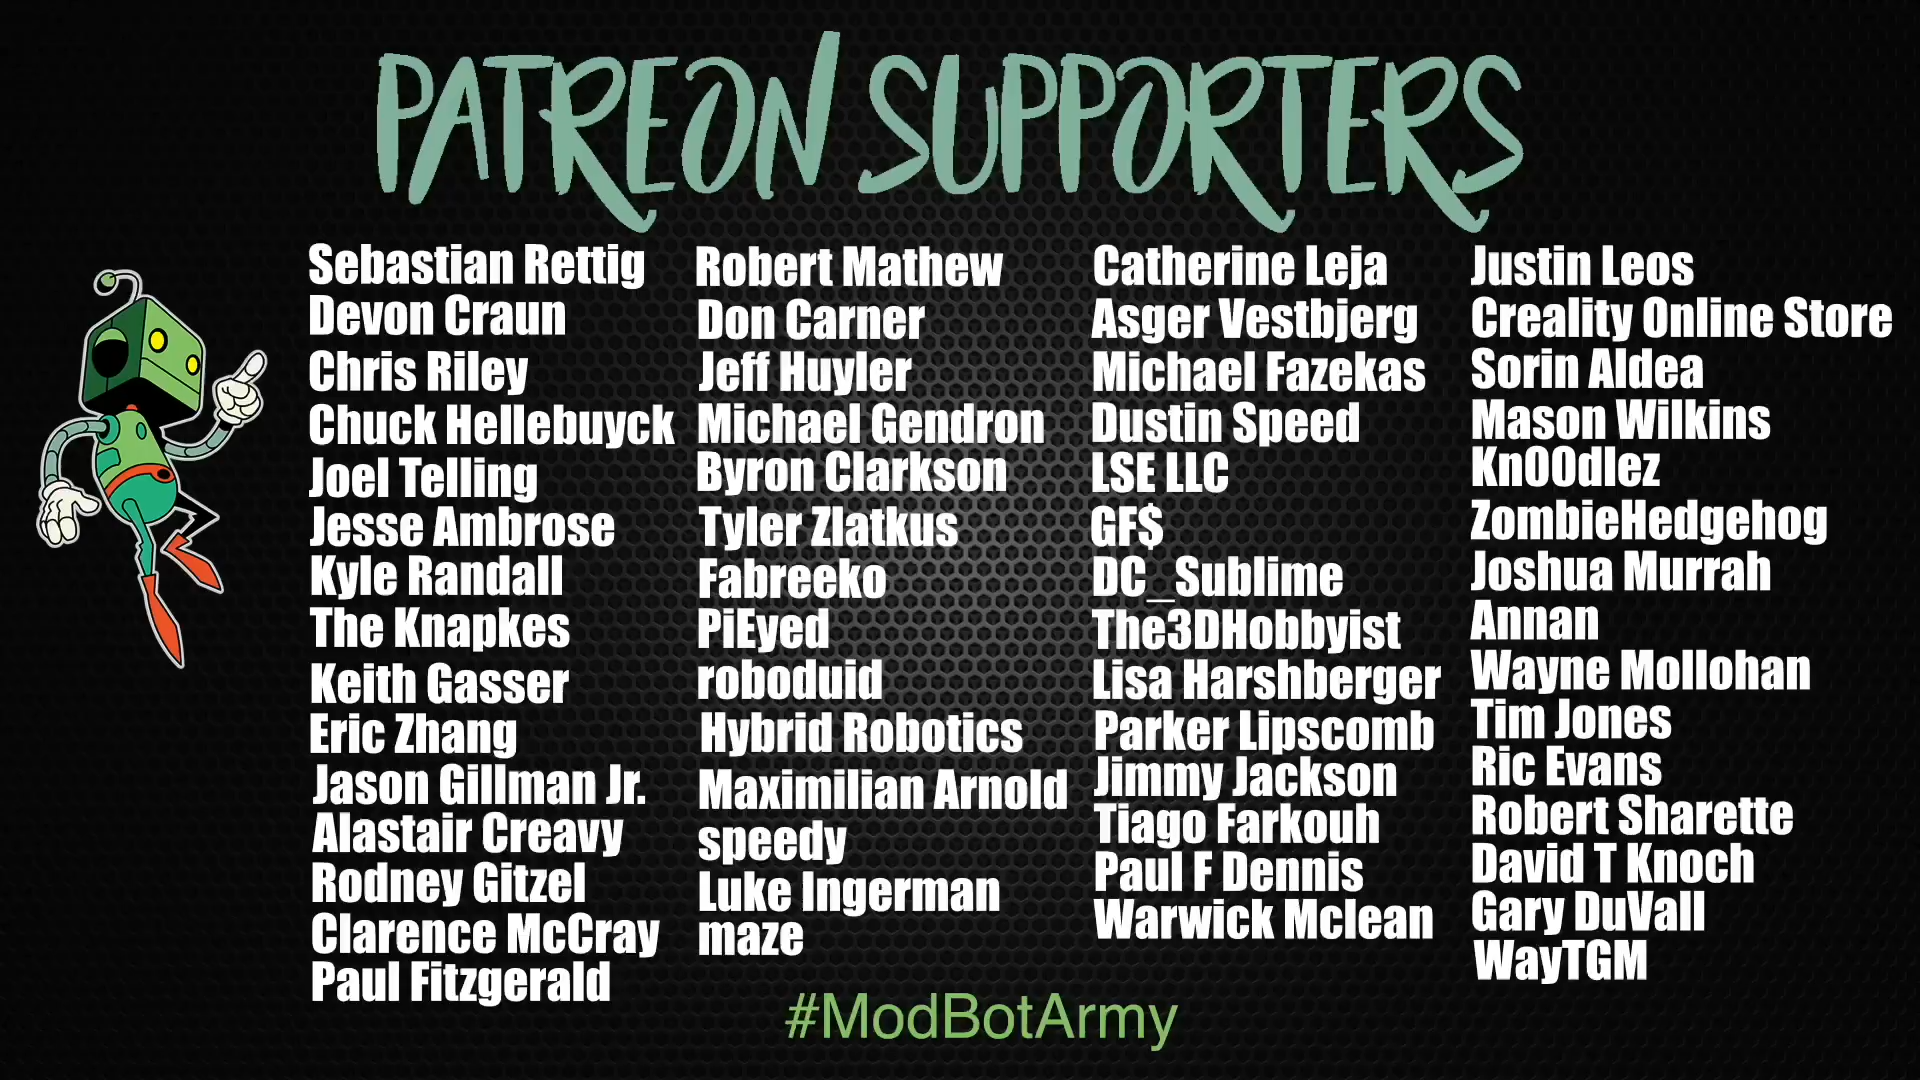 PATREON SUPPORTERS
Sebastian Rettig
Devon Craun
Chris Riley
Chuck Hellebuyck
Joel Telling
Jesse Ambrose
Kyle Randall
The Knapkes
Keith Gasser
Eric Zhang
Jason Gillman Jr.
Alastair Creavy
Rodney Gitzel
Clarence McCray
Paul Fitzgerald
Robert Mathew
Don Carner
Jeff Huyler
Michael Gendron
Byron Clarkson
Tyler Zlatkus
Fabreeko
PiEyed
roboduid
Hybrid Robotics
Maximilian Arnold
speedy
Luke Ingerman
maze
Catherine Leja
Asger Vestbjerg
Michael Fazekas
Dustin Speed
LSE LLC
GF$
DC_Sublime
The3DHobbyist
Lisa Harshberger
Parker Lipscomb
Jimmy Jackson
Tiago Farkouh
Paul F Dennis
Warwick Mclean
Justin Leos
Creality Online Store
Sorin Aldea
Mason Wilkins
Kn00dlez
ZombieHedgehog
Joshua Murrah
Annan
Wayne Mollohan
Tim Jones
Ric Evans
Robert Sharette
David T Knoch
Gary DuVall
WayTGM
#ModBotArmy